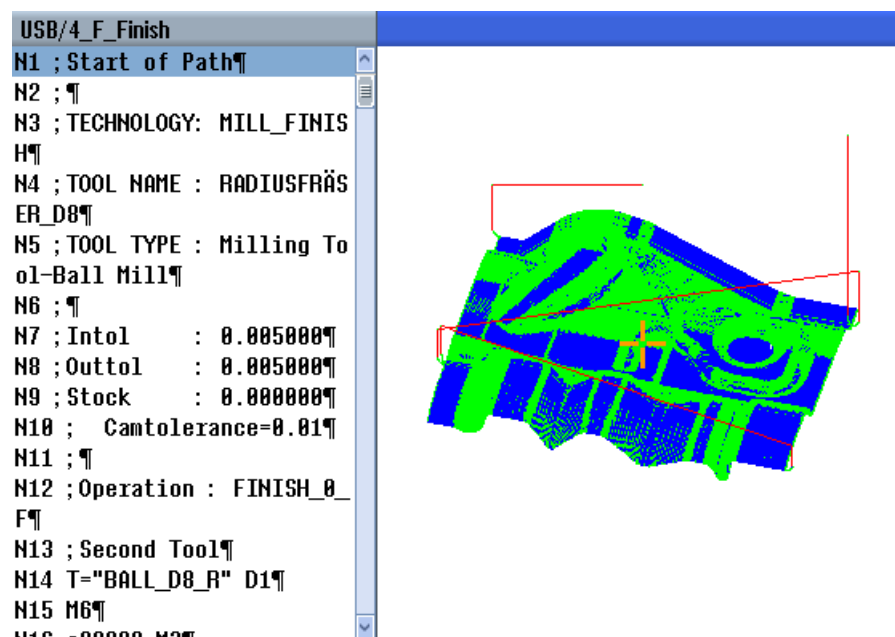 USB/4_F_Finish
N1 ;Start of Path¶
N2 ;¶
N3 ;TECHNOLOGY: MILL_FINIS
H¶
N4 ;TOOL NAME : RADIUSFRÄS
ER_D8¶
N5 ;TOOL TYPE : Milling To
ol-Ball Mill¶
N6 ;¶
N7 ;Intol : 0.005000¶
N8 ;Outtol : 0.005000¶
N9 ;Stock : 0.000000¶
N10 ; Camtolerance=0.01¶
N11 ;¶
N12 ;Operation : FINISH_0_
F¶
N13 ;Second Tool¶
N14 T="BALL_D8_R" D1¶
N15 M6¶